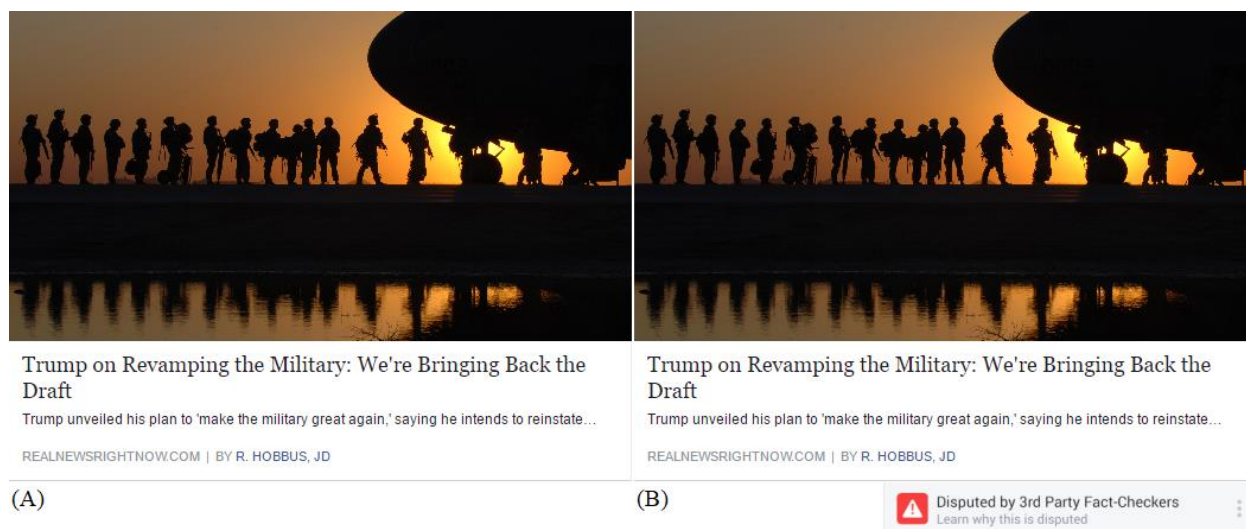 Trump on Revamping the Military: We're Bringing Back the
Draft
Trump unveiled his plan to 'make the military great again,' saying he intends to reinstate...
REALNEWSRIGHTNOW.COM | BY R. HOBBUS, JD
(A)
Trump on Revamping the Military: We're Bringing Back the
Draft
Trump unveiled his plan to 'make the military great again,' saying he intends to reinstate...
REALNEWSRIGHTNOW.COM | BY R. HOBBUS, JD
(B)
Disputed by 3rd Party Fact-Checkers
Learn why this is disputed